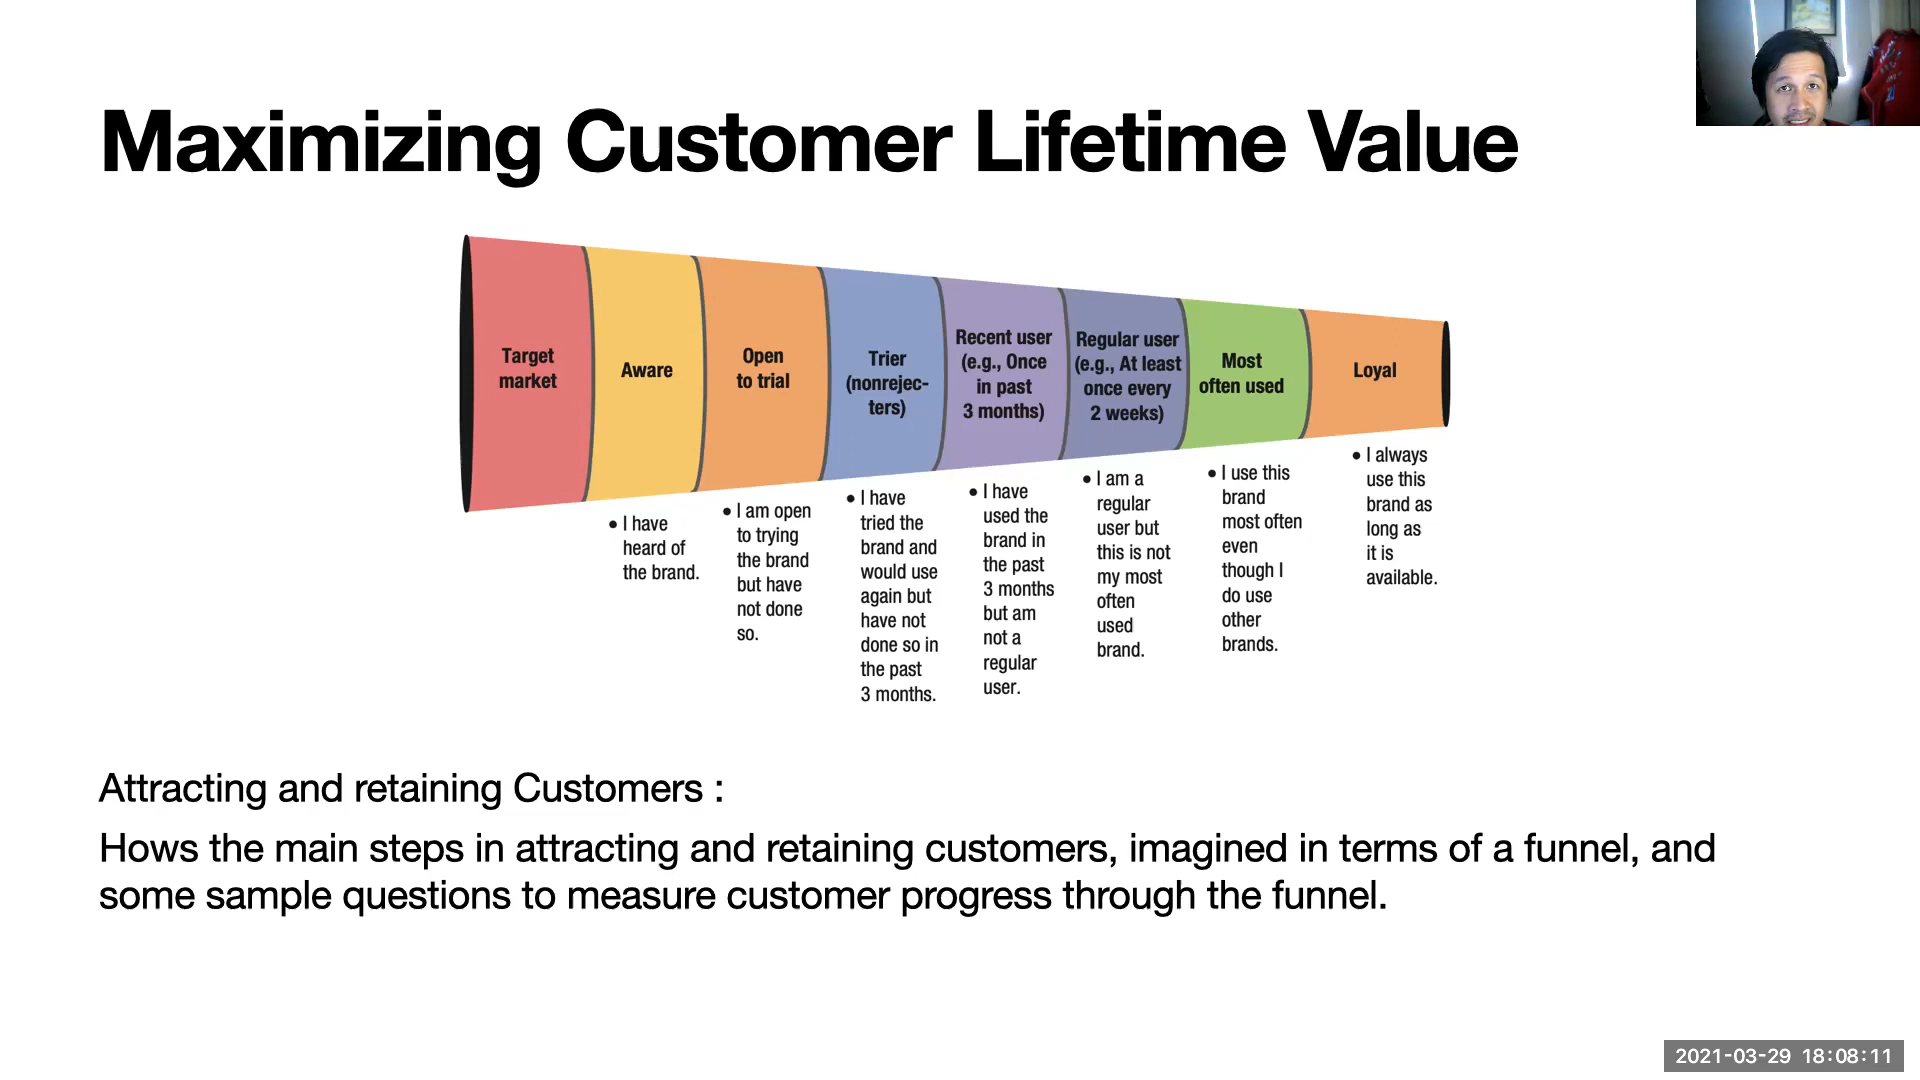 Maximizing Customer Lifetime Value
Target
market
Aware
Open
to trial
Trier
(nonrejec-
ters)
Recent user
(e.g., Once
in past
3 months)
Regular user
(e.g., At least
once every
2 weeks)
Most
often used
Loyal
• I have
heard of
the brand.
• I am open
to trying
the brand
but have
not done
so.
• I have
tried the
brand and
would use
again but
have not
done so in
the past
3 months.
• I have
used the
brand in
the past
3 months
but am
not a
regular
user.
• I am a
regular
user but
this is not
my most
often
used
brand.
• I use this
brand
most often
even
though I
do use
other
brands.
• I always
use this
brand as
long as
it is
available.
Attracting and retaining Customers :
Hows the main steps in attracting and retaining customers, imagined in terms of a funnel, and
some sample questions to measure customer progress through the funnel.
2021-03-29 18:08:11